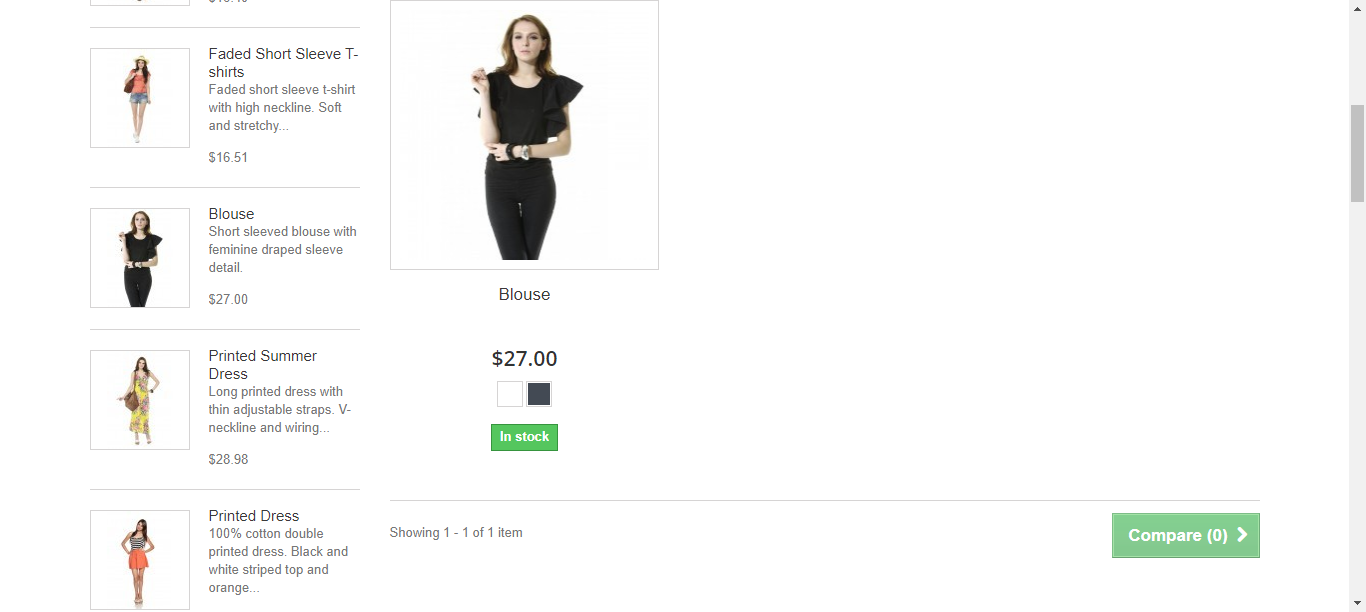 Faded Short Sleeve T-
shirts
Faded short sleeve t-shirt
with high neckline. Soft
and stretchy...
$16.51
Blouse
Short sleeved blouse with
feminine draped sleeve
detail.
$27.00
Printed Summer
Dress
Long printed dress with
thin adjustable straps. V-
neckline and wiring...
$28.98
Printed Dress
100% cotton double
printed dress. Black and
white striped top and
orange...
Blouse
$27.00
In stock
Showing 1 - 1 of 1 item
Compare (0)